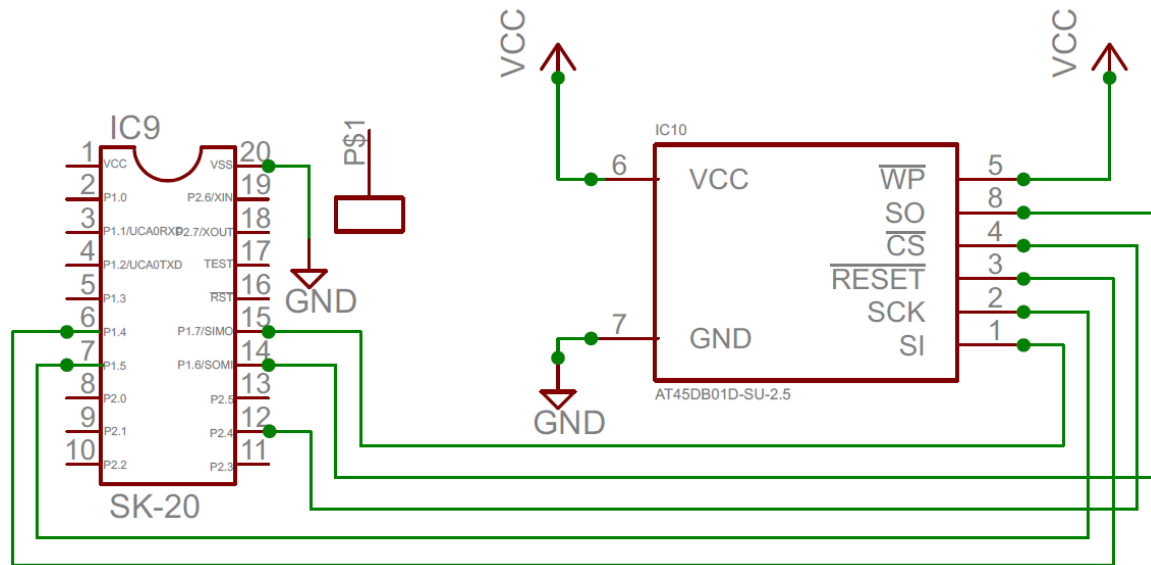 VCC
VCC
IC9
P$1
IC10
1 VCC VSS 20
2 P1.0 P2.6/XIN 19
3 P1.1/UCA0RXD P2.7/XOUT 18
4 P1.2/UCA0TXD TEST 17
5 P1.3 RST 16
6 P1.4 P1.7/SIMO 15
7 P1.5 P1.6/SOMI 14
8 P2.0 P2.5 13
9 P2.1 P2.4 12
10 P2.2 P2.3 11
SK-20
GND
6 VCC WP 5
SO 8
CS 4
RESET 3
SCK 2
7 GND SI 1
AT45DB01D-SU-2.5
GND